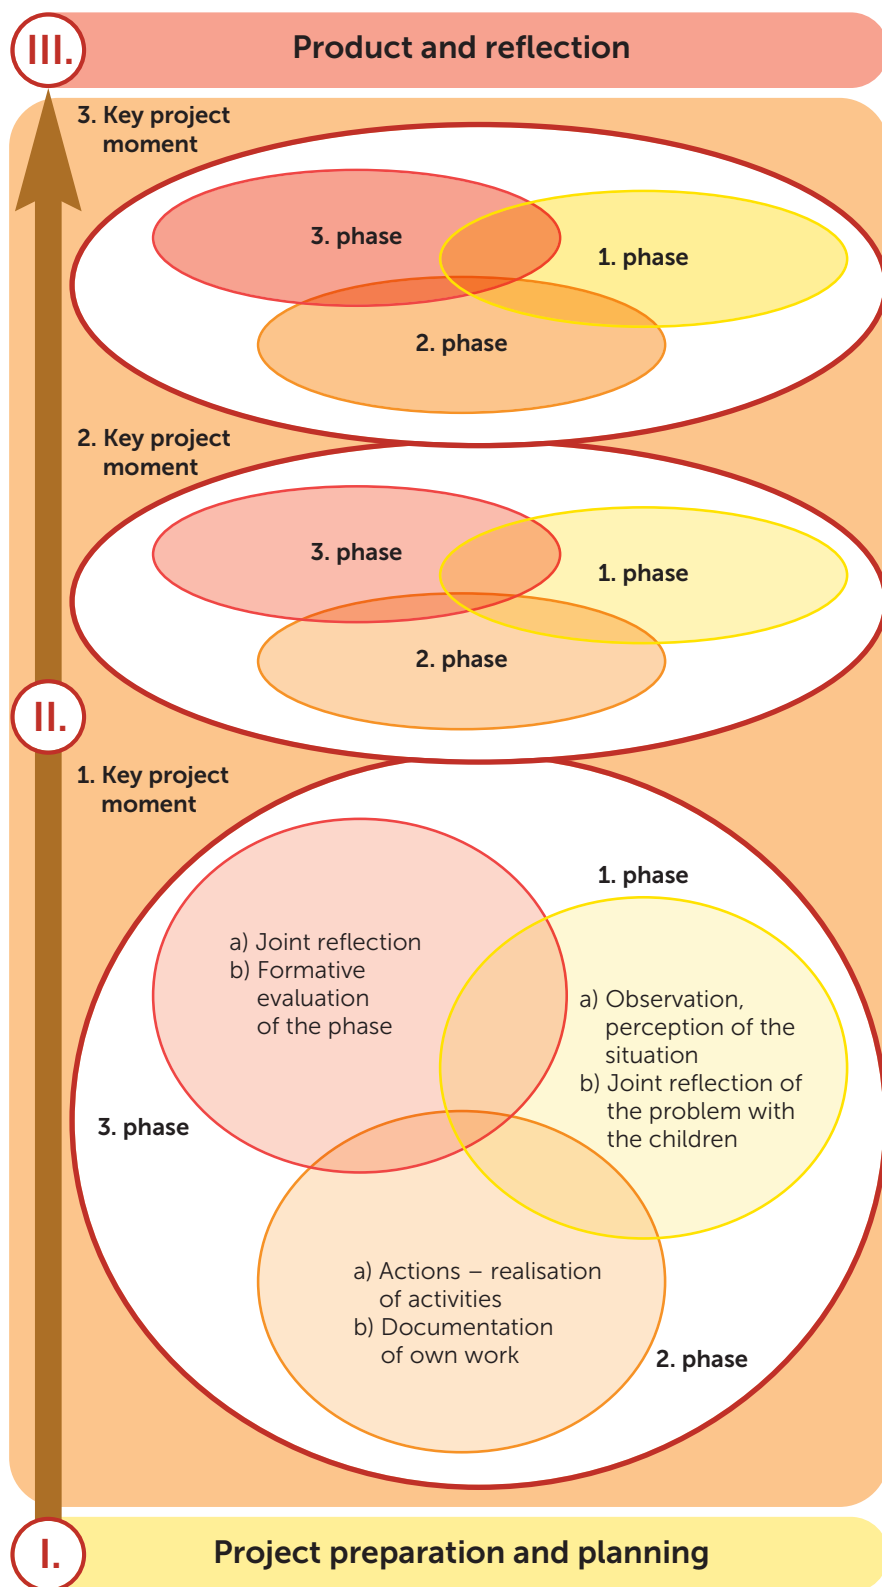 III.
Product and reflection
3. Key project
moment
3. phase
1. phase
2. phase
2. Key project
moment
3. phase
1. phase
2. phase
II.
1. Key project
moment
1. phase
a) Joint reflection
b) Formative
evaluation
of the phase
a) Observation,
perception of the
situation
b) Joint reflection of
the problem with
the children
3. phase
a) Actions – realisation
of activities
b) Documentation
of own work
2. phase
I.
Project preparation and planning